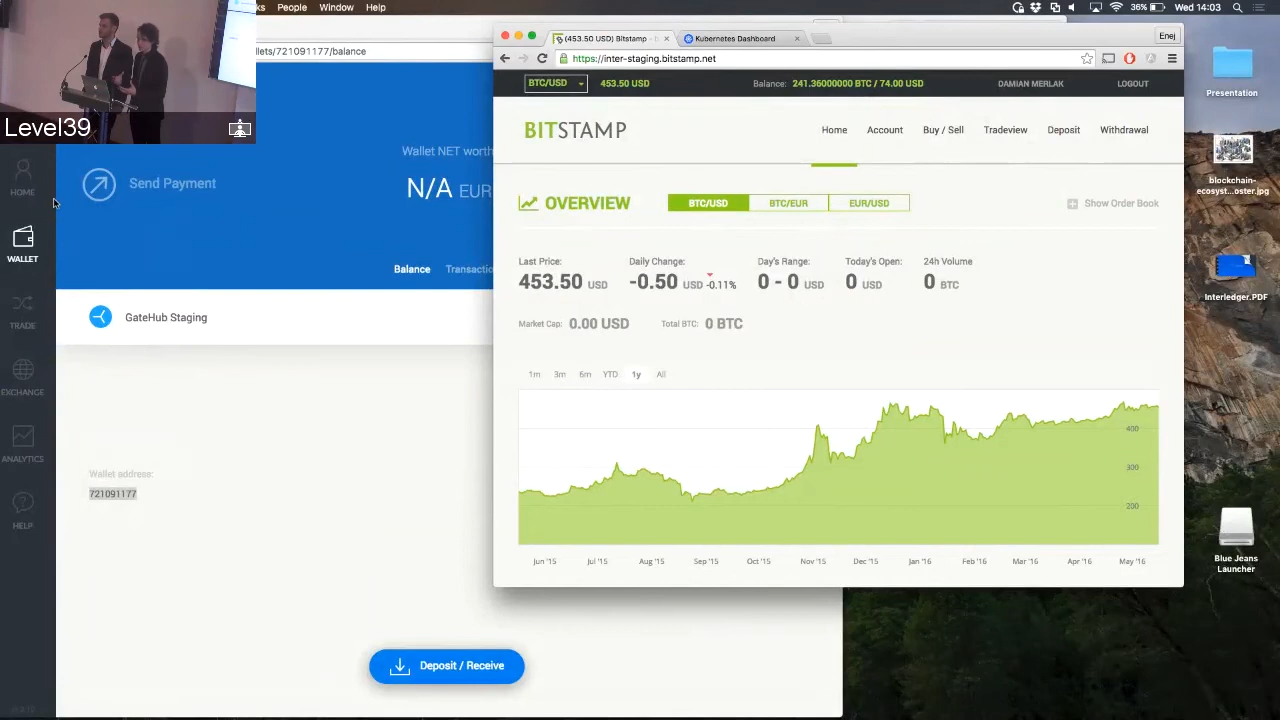 People Window Help
36% Wed 14:03
Level39
lets/721091177/balance
HOME
WALLET
TRADE
EXCHANGE
ANALYTICS
HELP
Send Payment
Wallet NET worth
N/A EUR
Balance Transactio
GateHub Staging
Wallet address:
721091177
Deposit / Receive
(453.50 USD) Bitstamp - b
Kubernetes Dashboard
Enej
https://inter-staging.bitstamp.net
BTC/USD
453.50 USD
Balance: 241.36000000 BTC / 74.00 USD
DAMIAN MERLAK
LOGOUT
BITSTAMP
Home
Account
Buy / Sell
Tradeview
Deposit
Withdrawal
OVERVIEW
BTC/USD
BTC/EUR
EUR/USD
Show Order Book
Last Price:
453.50 USD
Daily Change:
-0.50 USD -0.11%
Day's Range:
0 - 0 USD
Today's Open:
0 USD
24h Volume
0 BTC
Market Cap: 0.00 USD
Total BTC: 0 BTC
1m 3m 6m YTD 1y All
400
300
200
Jun '15 Jul '15 Aug '15 Sep '15 Oct '15 Nov '15 Dec '15 Jan '16 Feb '16 Mar '16 Apr '16 May '16
Presentation
blockchain-
ecosyst...oster.jpg
Interledger.PDF
Blue Jeans
Launcher